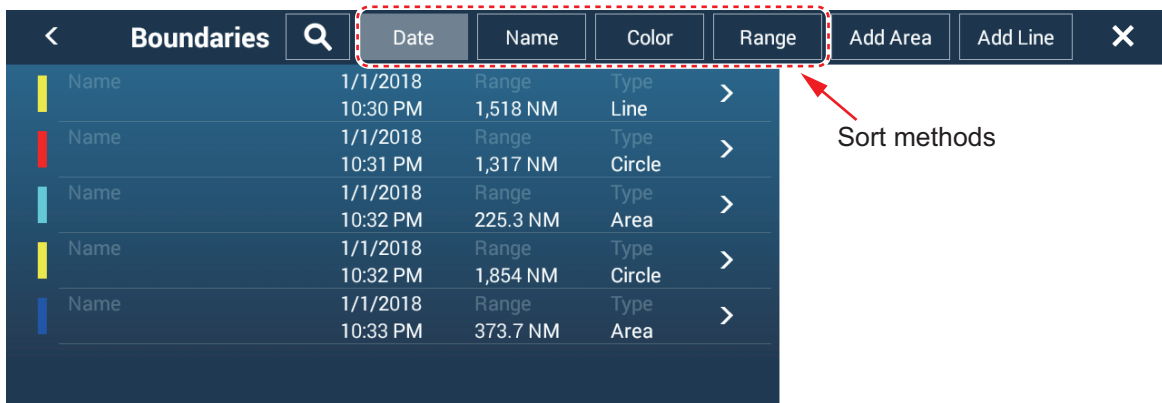 Boundaries Date Name Color Range Add Area Add Line
Name 1/1/2018 Range Type
10:30 PM 1,518 NM Line
Name 1/1/2018 Range Type
10:31 PM 1,317 NM Circle
Name 1/1/2018 Range Type
10:32 PM 225.3 NM Area
Name 1/1/2018 Range Type
10:32 PM 1,854 NM Circle
Name 1/1/2018 Range Type
10:33 PM 373.7 NM Area
Sort methods